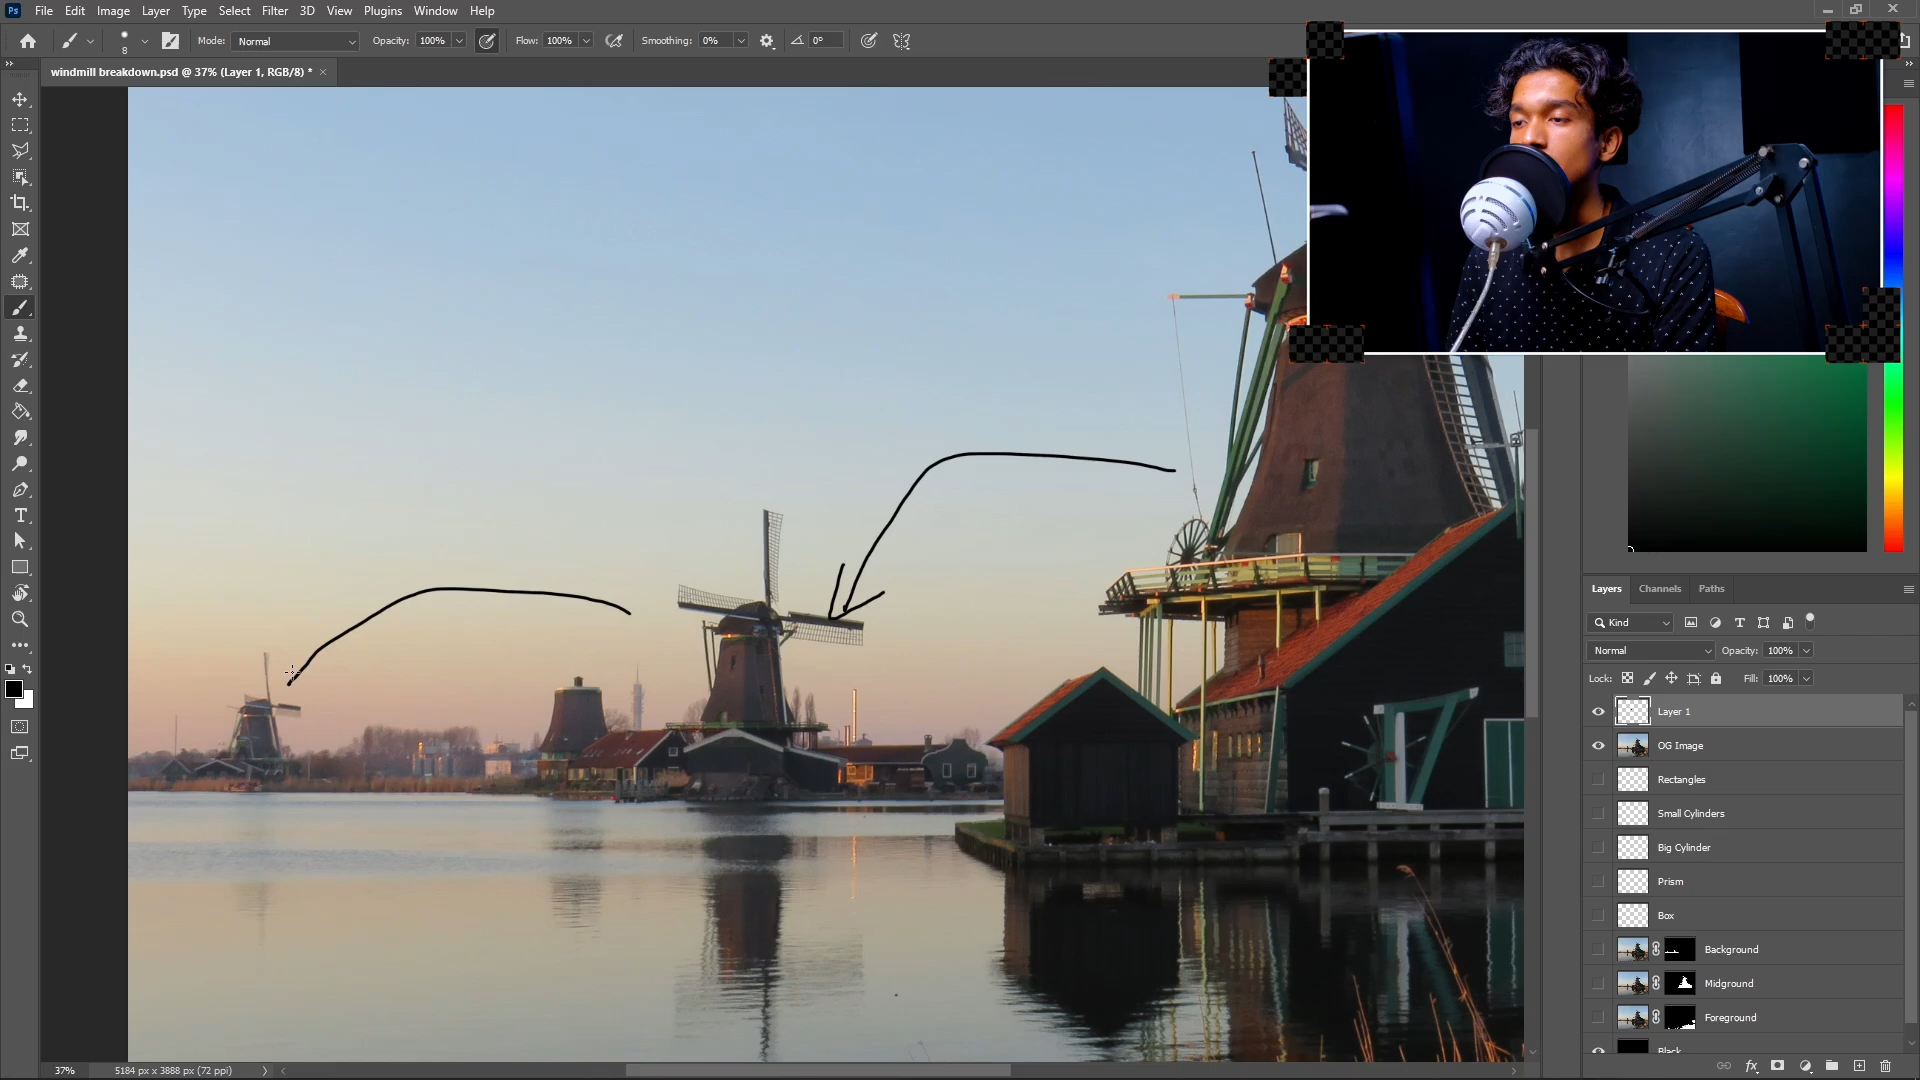 Ps File Edit Image Layer Type Select Filter 3D View Plugins Window Help
8 Mode: Normal Opacity: 100% Flow: 100% Smoothing: 0% 0°
windmill breakdown.psd @ 37% (Layer 1, RGB/8) *
Layers Channels Paths
Kind
Normal Opacity: 100%
Lock: Fill: 100%
Layer 1
OG Image
Rectangles
Small Cylinders
Big Cylinder
Prism
Box
Background
Midground
Foreground
Black
37% 5184 px x 3888 px (72 ppi)